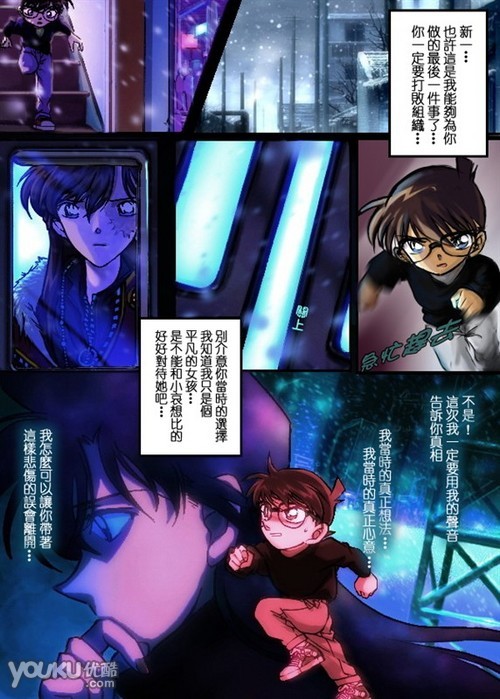 新一…
也許這是我能夠為你
做的最後一件事了…
你一定要打敗組織…
關上
急忙趕去
別介意你當時的選擇
我知道我只是個
平凡的女孩…
是不能和小哀想比的
好好對待她吧…
不是！
這次我一定要用我的聲音
告訴你真相
我當時的真正想法…
我當時的真正心意…
我怎麼可以讓你帶著
這樣悲傷的誤會離開…
YOUKU优酷
.com